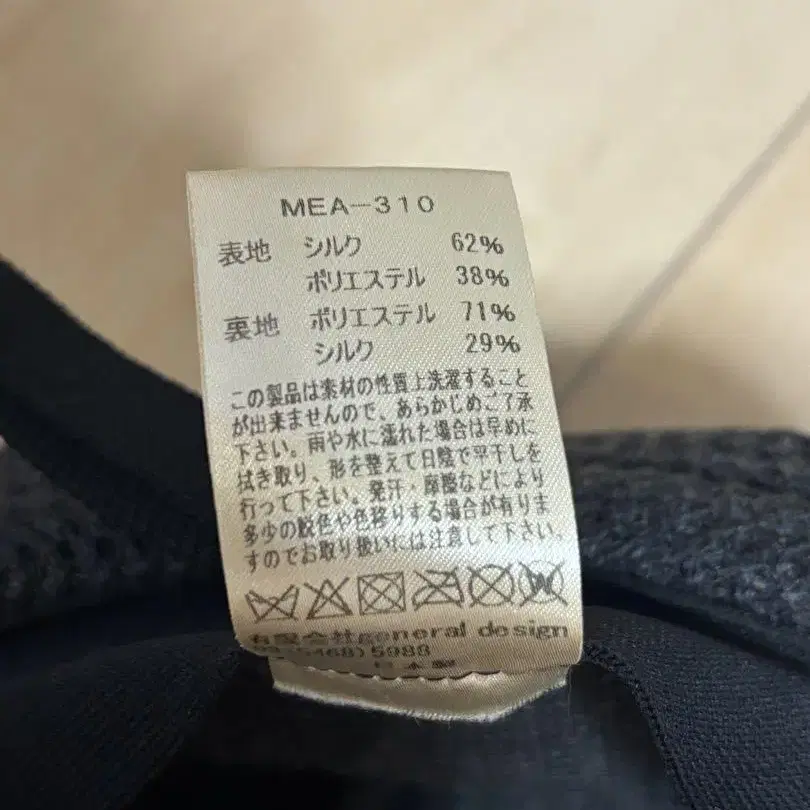 MEA-310
表地 シルク 62%
ポリエステル 38%
裏地 ポリエステル 71%
シルク 29%
この製品は素材の性質上洗濯すること
が出来ませんので、あらかじめご了承
下さい。雨や水に濡れた場合は早めに
拭き取り、形を整えて日陰で平干しを
行って下さい。発汗・摩擦などにより
多少の脱色や色移りする場合が有りま
すのでお取り扱いには注意して下さい。
W
有限会社general design
03(5468)5988
日本製